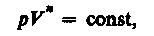 pV* = const,